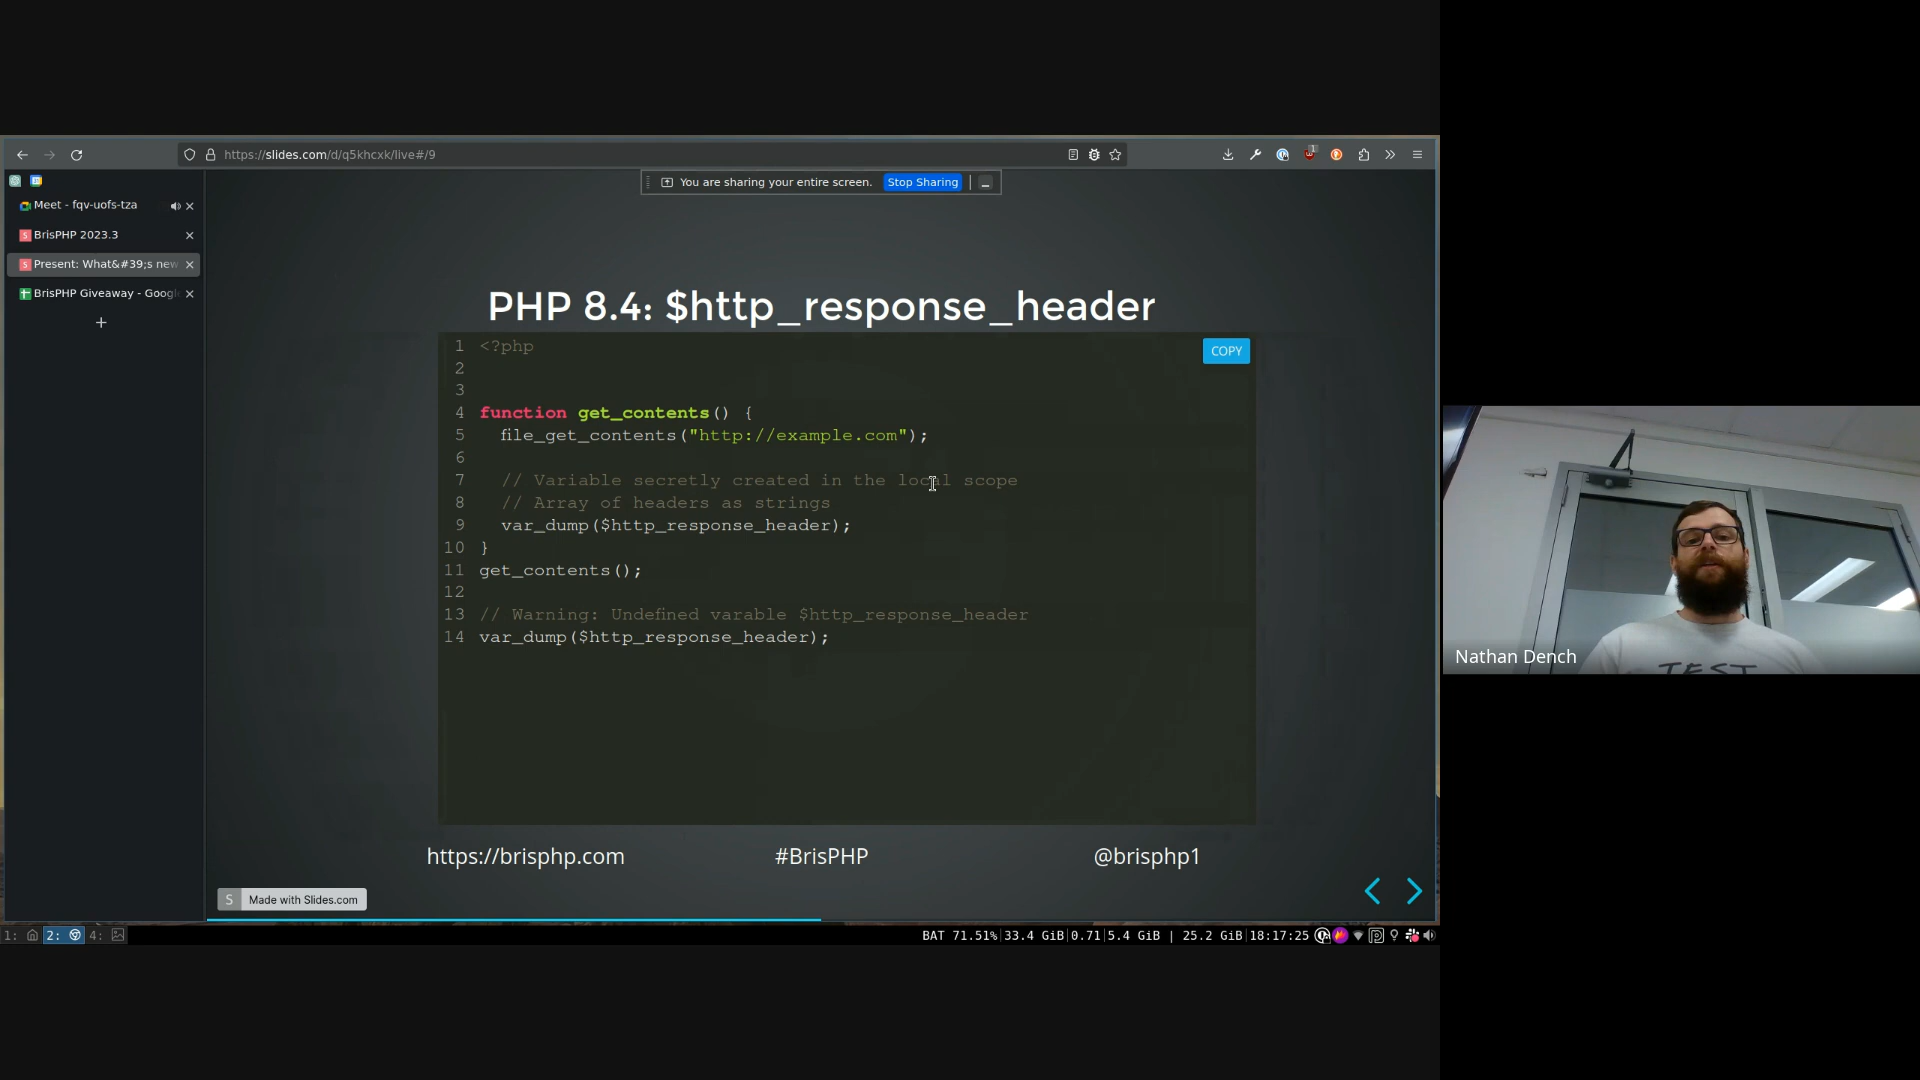 https://slides.com/d/q5khcxk/live#/9
1
You are sharing your entire screen. Stop Sharing
Meet - fqv-uofs-tza
BrisPHP 2023.3
Present: What&#39;s new
BrisPHP Giveaway - Googl
PHP 8.4: $http_response_header
COPY
1 <?php
2
3
4 function get_contents() {
5 file_get_contents("http://example.com");
6
7 // Variable secretly created in the local scope
8 // Array of headers as strings
9 var_dump($http_response_header);
10 }
11 get_contents();
12
13 // Warning: Undefined varable $http_response_header
14 var_dump($http_response_header);
https://brisphp.com #BrisPHP @brisphp1
S Made with Slides.com
1: 2: 4: BAT 71.51%|33.4 GiB|0.71|5.4 GiB | 25.2 GiB|18:17:25
TEST
Nathan Dench